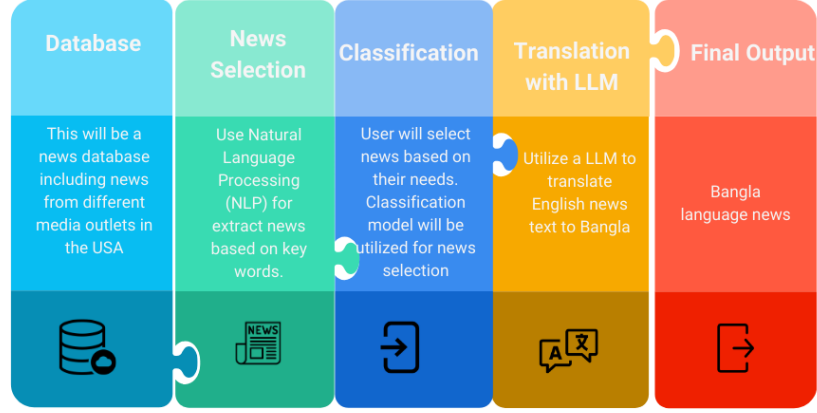 Database
This will be a
news database
including news
from different
media outlets in
the USA
News
Selection
Use Natural
Language
Processing
(NLP) for
extract news
based on key
words.
NEWS
Classification
User will select
news based on
their needs.
Classification
model will be
utilized for news
selection
Translation
with LLM
Utilize a LLM to
translate
English news
text to Bangla
A
文
Final Output
Bangla
language news